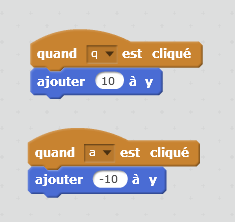 quand q est cliqué
ajouter 10 à y
quand a est cliqué
ajouter -10 à y